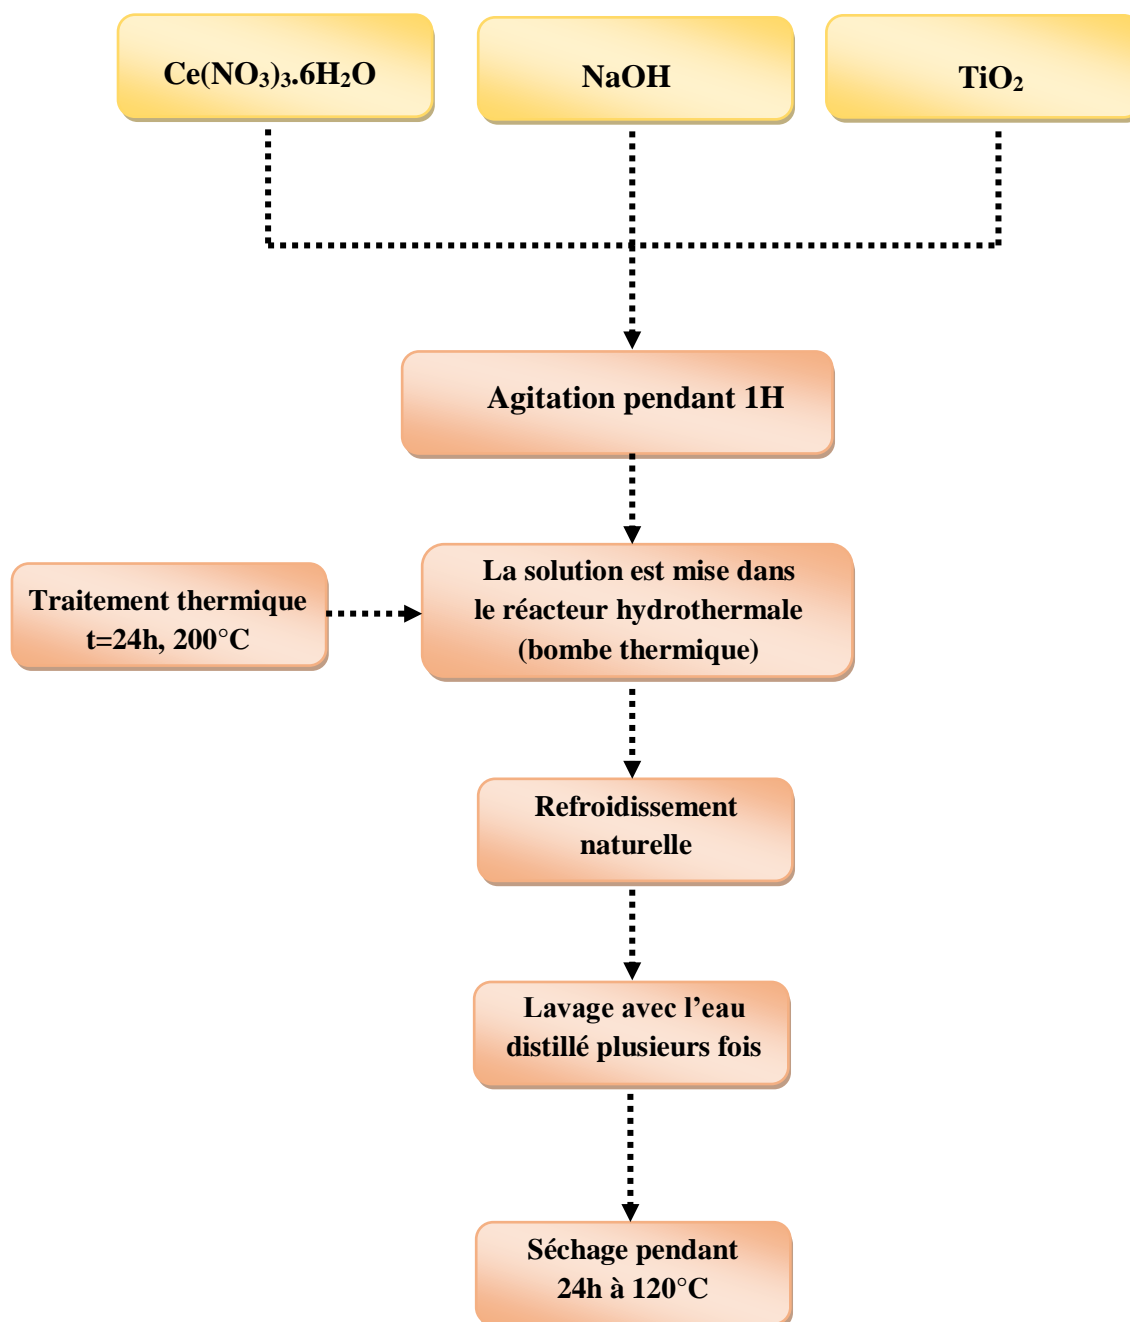 Ce(NO₃)₃.6H₂O
NaOH
TiO₂
Agitation pendant 1H
La solution est mise dans
le réacteur hydrothermale
(bombe thermique)
Traitement thermique
t=24h, 200°C
Refroidissement
naturelle
Lavage avec l’eau
distillé plusieurs fois
Séchage pendant
24h à 120°C